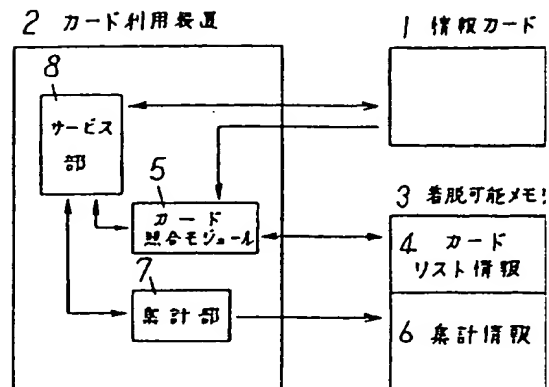 2 カード利用装置
1 情報カード
8
サービス
部
5
カード
照合モジュール
7
集計部
3 着脱可能メモリ
4 カード
リスト情報
6 集計情報